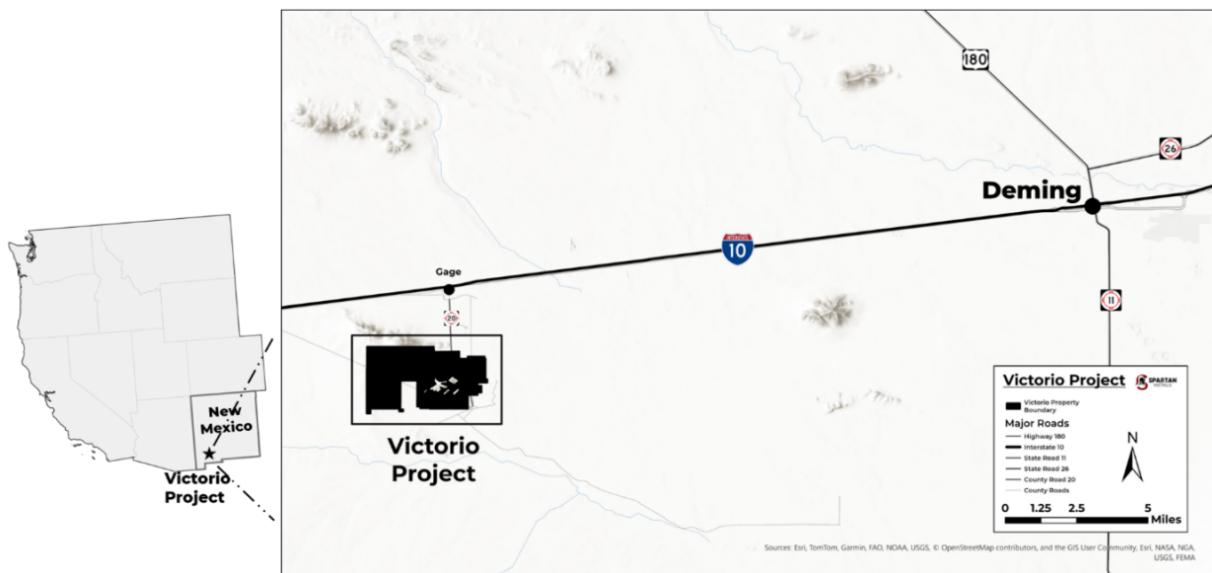 180
26
Deming
INTERSTATE
10
Gage
20
11
Victorio
Project
New
Mexico
Victorio
Project
Victorio Project
SPARTAN
METALS
Victorio Property
Boundary
Major Roads
Highway 180
Interstate 10
State Road 11
State Road 26
County Road 20
County Roads
N
0 1.25 2.5 5
Miles
Sources: Esri, TomTom, Garmin, FAO, NOAA, USGS, © OpenStreetMap contributors, and the GIS User Community, Esri, NASA, NGA,
USGS, FEMA